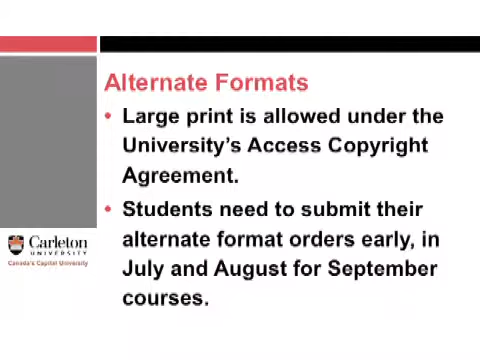 Alternate Formats
• Large print is allowed under the
University's Access Copyright
Agreement.
• Students need to submit their
alternate format orders early, in
July and August for September
courses.
Carleton
UNIVERSITY
Canada's Capital University